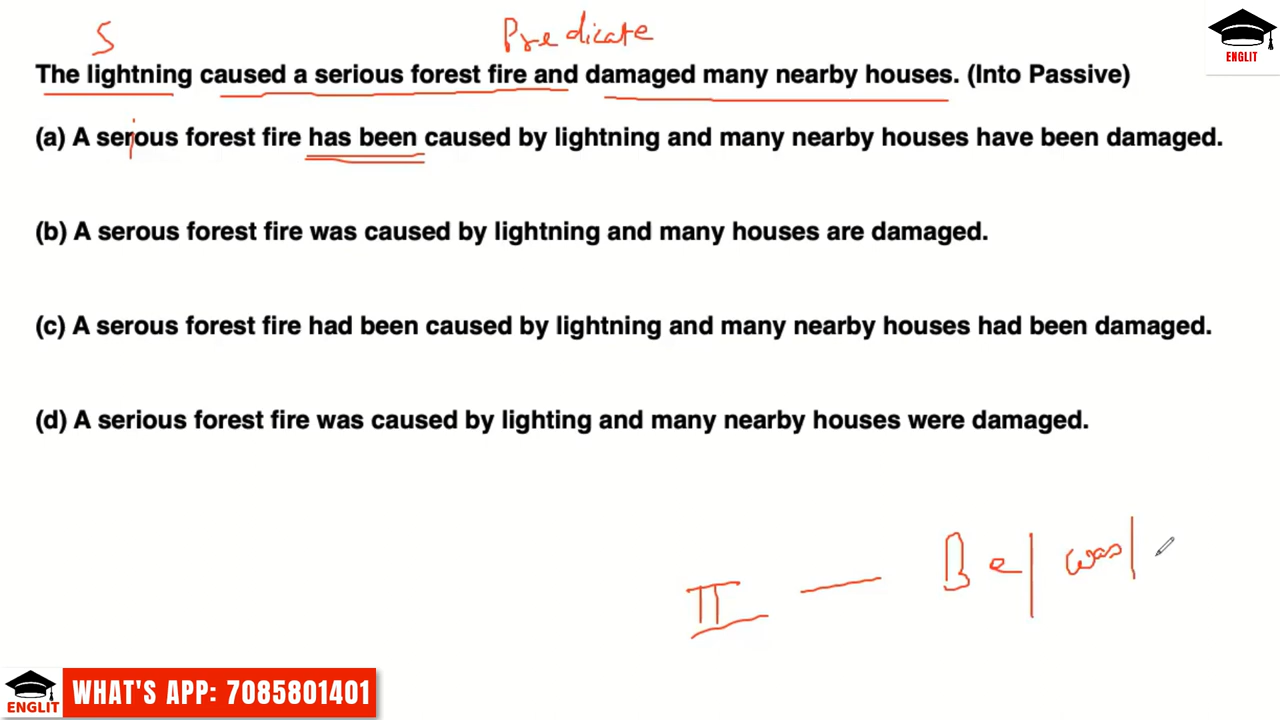 S Predicate
ENGLIT
The lightning caused a serious forest fire and damaged many nearby houses. (Into Passive)
(a) A serous forest fire has been caused by lightning and many nearby houses have been damaged.
i
(b) A serous forest fire was caused by lightning and many houses are damaged.
(c) A serous forest fire had been caused by lightning and many nearby houses had been damaged.
(d) A serious forest fire was caused by lighting and many nearby houses were damaged.
II — Be/ was/
ENGLIT
WHAT'S APP: 7085801401